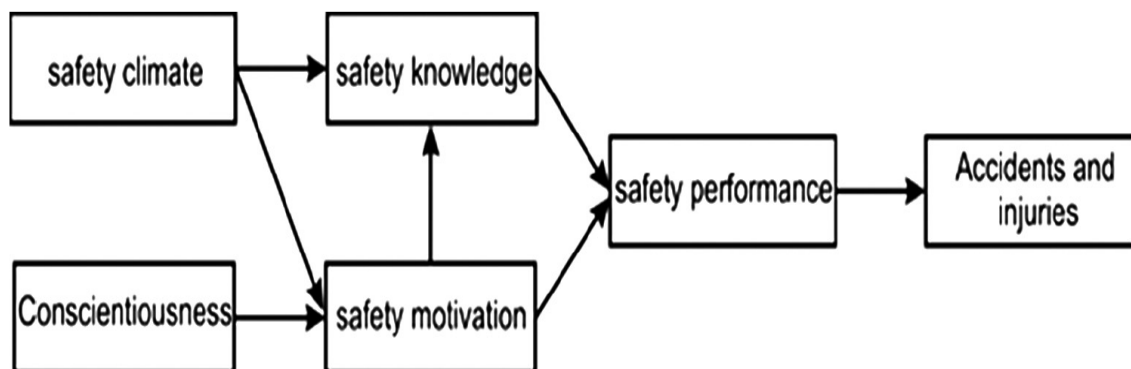 safety climate
safety knowledge
safety performance
Accidents and
injuries
Conscientiousness
safety motivation